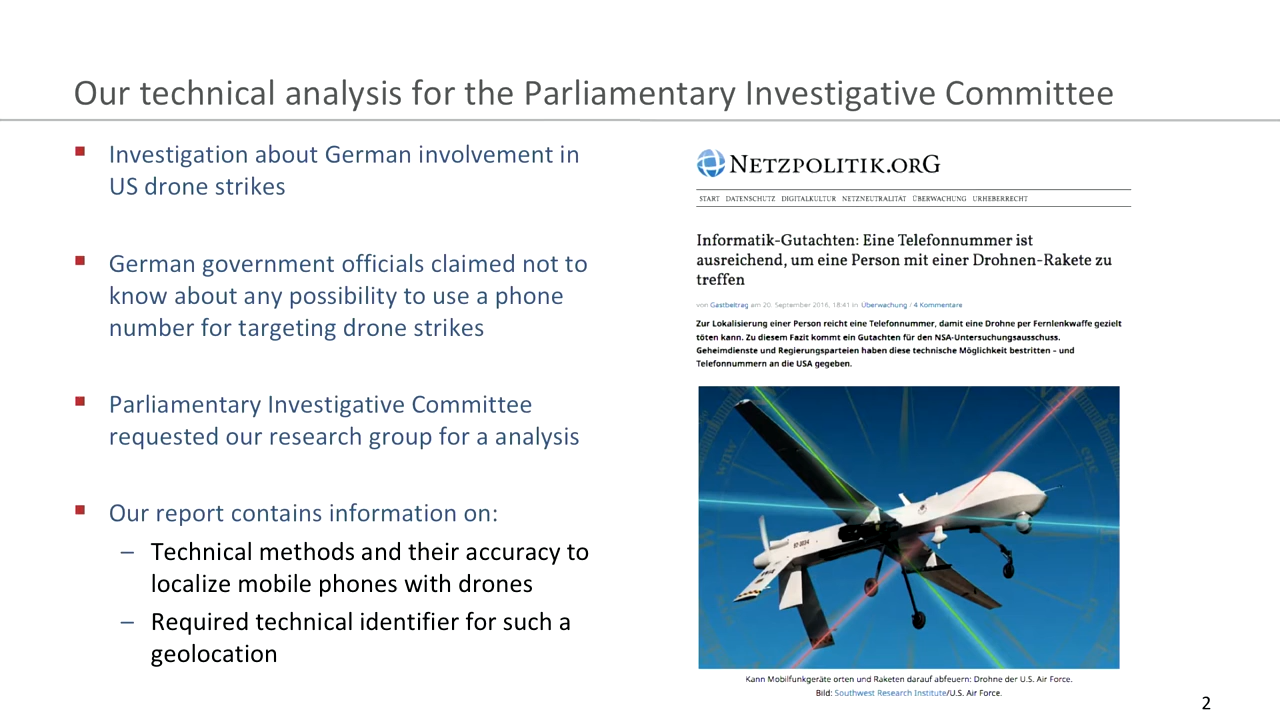 Our technical analysis for the Parliamentary Investigative Committee
Investigation about German involvement in
US drone strikes
German government officials claimed not to
know about any possibility to use a phone
number for targeting drone strikes
Parliamentary Investigative Committee
requested our research group for a analysis
Our report contains information on:
– Technical methods and their accuracy to
localize mobile phones with drones
– Required technical identifier for such a
geolocation
NETZPOLITIK.ORG
START DATENSCHUTZ DIGITALKULTUR NETZNEUTRALITÄT ÜBERWACHUNG URHEBERRECHT
Informatik-Gutachten: Eine Telefonnummer ist
ausreichend, um eine Person mit einer Drohnen-Rakete zu
treffen
von Gastbeitrag am 20. September 2016, 18:41 in Überwachung / 4 Kommentare
Zur Lokalisierung einer Person reicht eine Telefonnummer, damit eine Drohne per Fernlenkwaffe gezielt
töten kann. Zu diesem Fazit kommt ein Gutachten für den NSA-Untersuchungsausschuss.
Geheimdienste und Regierungsparteien haben diese technische Möglichkeit bestritten – und
Telefonnummern an die USA gegeben.
wnw
ene
Kann Mobilfunkgeräte orten und Raketen darauf abfeuern: Drohne der U.S. Air Force.
Bild: Southwest Research Institute/U.S. Air Force.
2